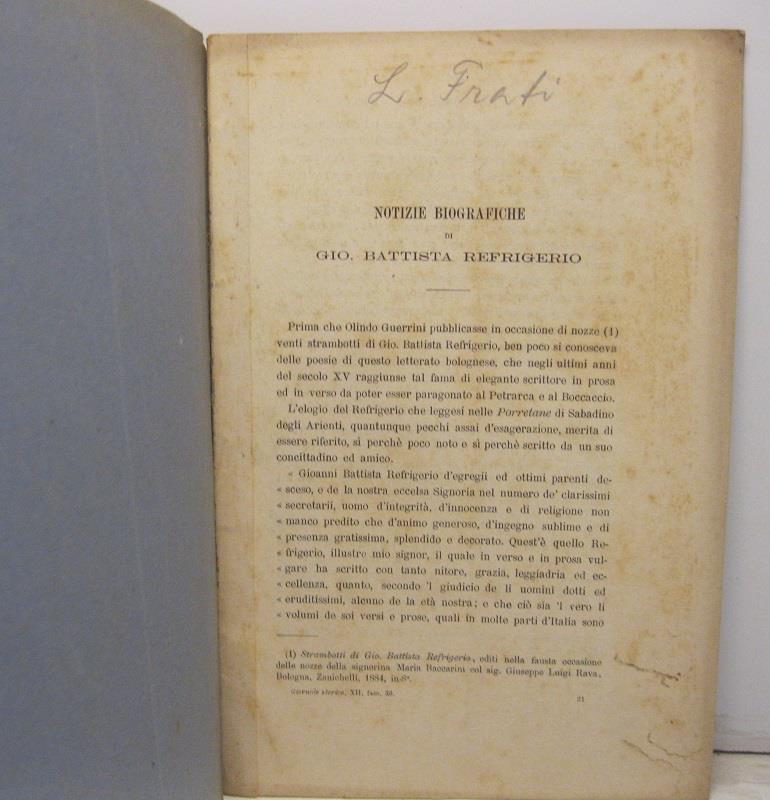 L. Frati
NOTIZIE BIOGRAFICHE
DI
GIO. BATTISTA REFRIGERIO
Prima che Olindo Guerrini pubblicasse in occasione di nozze (1)
venti strambotti di Gio. Battista Refrigerio, ben poco si conosceva
delle poesie di questo letterato bolognese, che negli ultimi anni
del secolo XV raggiunse tal fama di elegante scrittore in prosa
ed in verso da poter esser paragonato al Petrarca e al Boccaccio.
L'elogio del Refrigerio che leggesi nelle Porretane di Sabadino
degli Arienti, quantunque pecchi assai d'esagerazione, merita di
essere riferito, sì perchè poco noto e sì perchè scritto da un suo
concittadino ed amico.
« Gioanni Battista Refrigerio d'egregii ed ottimi parenti de-
« sceso, e de la nostra eccelsa Signoria nel numero de' clarissimi
« secretarii, uomo d'integrità, d'innocenza e di religione non
« manco predito che d'animo generoso, d'ingegno sublime e di
« presenza gratissima, splendido e decorato. Quest'è quello Re-
« frigerio, illustre mio signor, il quale in verso e in prosa vul-
« gare ha scritto con tanto nitore, grazia, leggiadria ed ec-
« cellenza, quanto, secondo 'l giudicio de li uomini dotti ed
« eruditissimi, alcuno de la età nostra; e che ciò sia 'l vero li
« volumi de soi versi e prose, quali in molte parti d'Italia sono
(1) Strambotti di Gio. Battista Refrigerio, editi nella fausta occasione
delle nozze della signorina Maria Baccarini col sig. Giuseppe Luigi Rava,
Bologna, Zanichelli, 1884, in-8°.
Giornale storico, XII, fasc. 36.
21